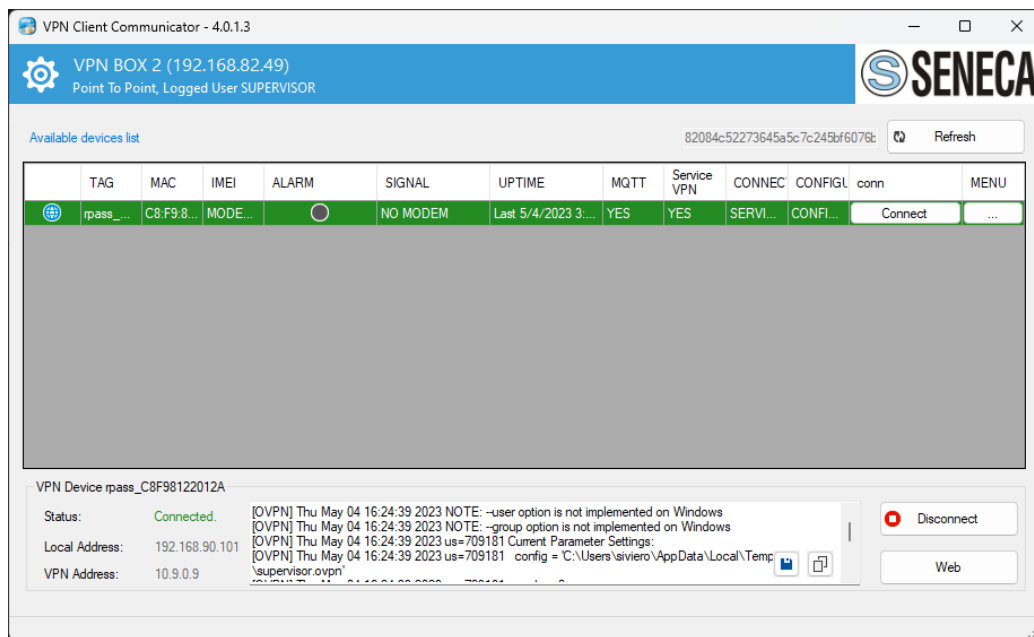 VPN Client Communicator - 4.0.1.3
VPN BOX 2 (192.168.82.49)
Point To Point, Logged User SUPERVISOR
SENECA
Available devices list
82084c52273645a5c7c245bf6076b
Refresh
TAG MAC IMEI ALARM SIGNAL UPTIME MQTT Service VPN CONNEC CONFIGU conn MENU
rpass_... C8:F9:8... MODE... NO MODEM Last 5/4/2023 3:... YES YES SERVI... CONFI... Connect ...
VPN Device rpass_C8F98122012A
Status: Connected.
Local Address: 192.168.90.101
VPN Address: 10.9.0.9
[OVPN] Thu May 04 16:24:39 2023 NOTE: --user option is not implemented on Windows
[OVPN] Thu May 04 16:24:39 2023 NOTE: --group option is not implemented on Windows
[OVPN] Thu May 04 16:24:39 2023 us=709181 Current Parameter Settings:
[OVPN] Thu May 04 16:24:39 2023 us=709181 config = 'C:\Users\siviero\AppData\Local\Temp
\supervisor.ovpn'
Disconnect
Web